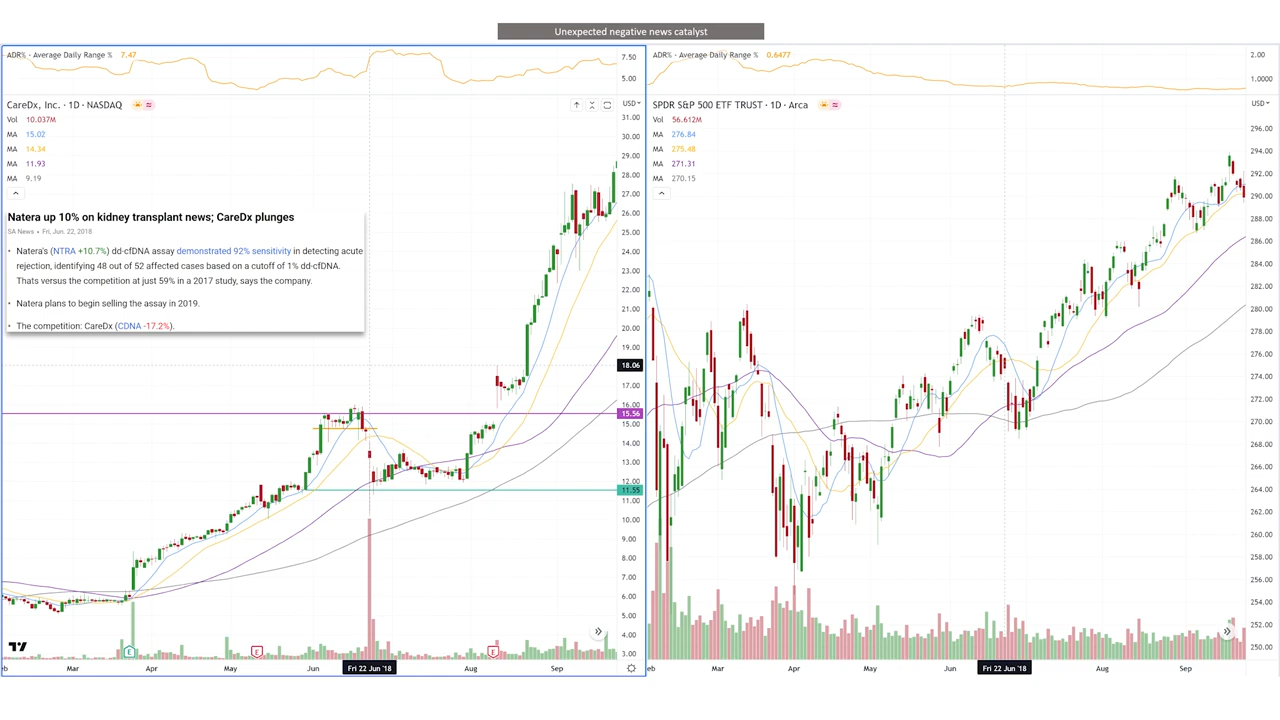 Unexpected negative news catalyst
ADR% - Average Daily Range % 7.47
7.50
5.00
CareDx, Inc. · 1D · NASDAQ
USD
Vol 10.037M
MA 15.02
MA 14.34
MA 11.93
MA 9.19
Natera up 10% on kidney transplant news; CareDx plunges
SA News • Fri, Jun. 22, 2018
• Natera's (NTRA +10.7%) dd-cfDNA assay demonstrated 92% sensitivity in detecting acute
rejection, identifying 48 out of 52 affected cases based on a cutoff of 1% dd-cfDNA.
Thats versus the competition at just 59% in a 2017 study, says the company.
• Natera plans to begin selling the assay in 2019.
• The competition: CareDx (CDNA -17.2%).
31.00
30.00
29.00
28.00
27.00
26.00
25.00
24.00
23.00
22.00
21.00
20.00
19.00
18.06
17.00
16.00
15.56
14.00
13.00
12.00
11.55
11.00
10.00
9.00
8.00
7.00
6.00
5.00
4.00
3.00
E
E
E
Mar
Apr
May
Jun
Fri 22 Jun '18
Aug
Sep
ADR% - Average Daily Range % 0.6477
2.00
1.0000
SPDR S&P 500 ETF TRUST · 1D · Arca
USD
Vol 56.612M
MA 276.84
MA 275.48
MA 271.31
MA 270.15
296.00
294.00
292.00
290.00
288.00
286.00
284.00
282.00
280.00
278.00
276.00
274.00
272.00
270.00
268.00
266.00
264.00
262.00
260.00
258.00
256.00
254.00
252.00
250.00
eb
Mar
Apr
May
Jun
Fri 22 Jun '18
Aug
Sep